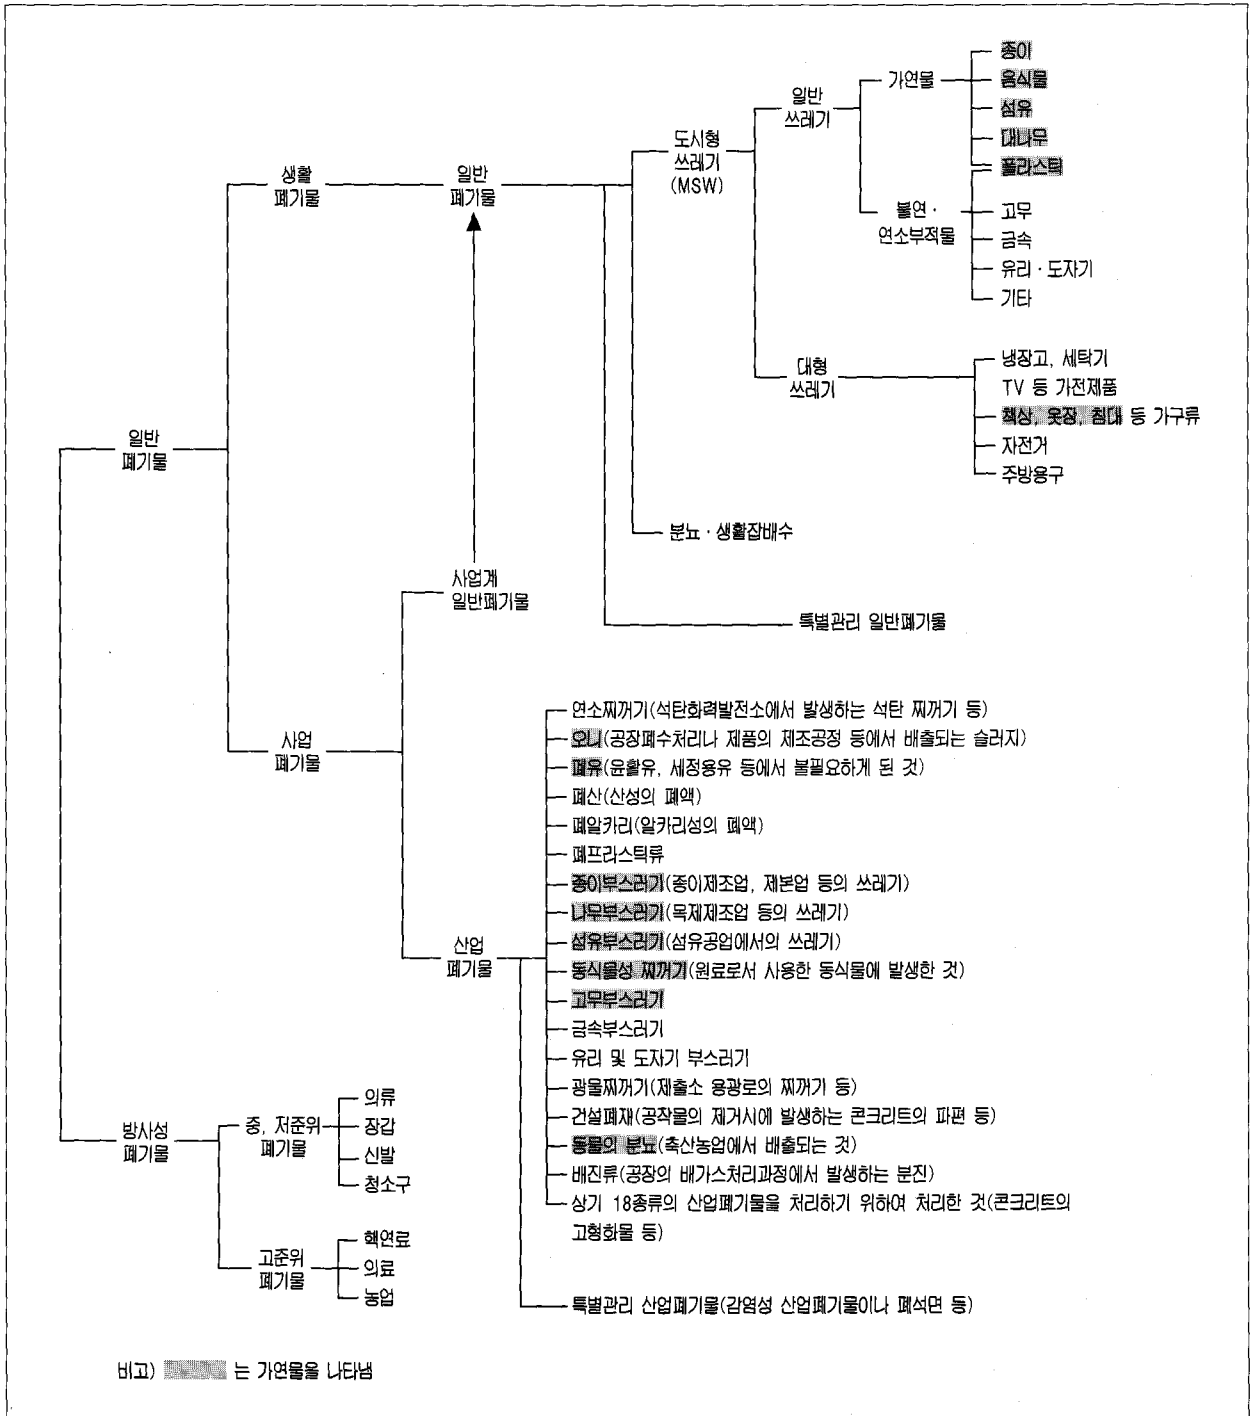 종이
음식물
섬유
대나무
플라스틱
가연물
일반
쓰레기
불연·
연소부적물
고무
금속
유리·도자기
기타
도시형
쓰레기
(MSW)
생활
폐기물
일반
폐기물
대형
쓰레기
냉장고, 세탁기
TV 등 가전제품
책상, 옷장, 침대 등 가구류
자전거
주방용구
일반
폐기물
분뇨·생활잡배수
사업계
일반폐기물
특별관리 일반폐기물
사업
폐기물
산업
폐기물
연소찌꺼기(석탄화력발전소에서 발생하는 석탄 찌꺼기 등)
오니(공장폐수처리나 제품의 제조공정 등에서 배출되는 슬러지)
폐유(윤활유, 세정용유 등에서 불필요하게 된 것)
폐산(산성의 폐액)
폐알카리(알카리성의 폐액)
폐프라스틱류
종이부스러기(종이제조업, 제본업 등의 쓰레기)
나무부스러기(목제제조업 등의 쓰레기)
섬유부스러기(섬유공업에서의 쓰레기)
동식물성 찌꺼기(원료로서 사용한 동식물에 발생한 것)
고무부스러기
금속부스러기
유리 및 도자기 부스러기
광물찌꺼기(제출소 용광로의 찌꺼기 등)
건설폐재(공작물의 제거시에 발생하는 콘크리트의 파편 등)
동물의 분뇨(축산농업에서 배출되는 것)
배진류(공장의 배가스처리과정에서 발생하는 분진)
상기 18종류의 산업폐기물을 처리하기 위하여 처리한 것(콘크리트의
고형화물 등)
특별관리 산업폐기물(감염성 산업폐기물이나 폐석면 등)
방사성
폐기물
중, 저준위
폐기물
의류
장갑
신발
청소구
고준위
폐기물
핵연료
의료
농업
비고) 는 가연물을 나타냄